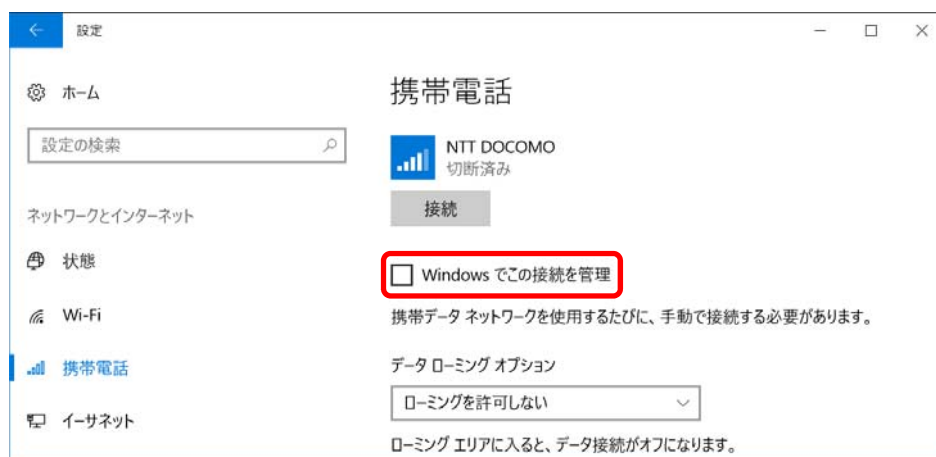 設定
ホーム
設定の検索
ネットワークとインターネット
状態
Wi-Fi
携帯電話
イーサネット
携帯電話
NTT DOCOMO
切断済み
接続
Windows でこの接続を管理
携帯データ ネットワークを使用するたびに、手動で接続する必要があります。
データ ローミング オプション
ローミングを許可しない
ローミング エリアに入ると、データ接続がオフになります。